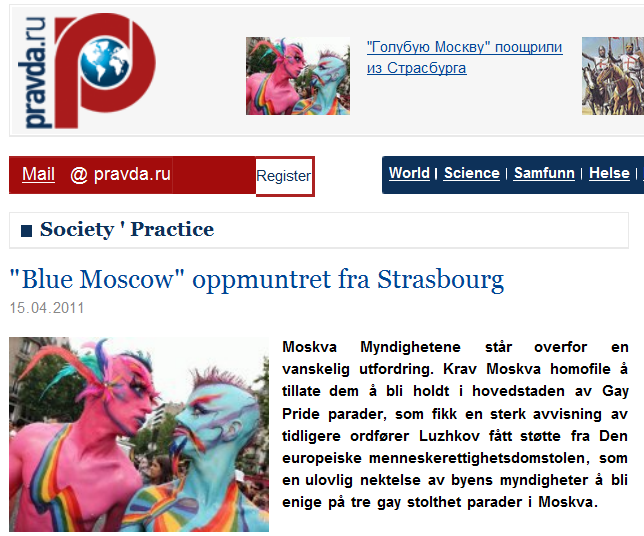 pravda.ru
"Голубую Москву" поощрили
из Страсбурга
Mail @ pravda.ru
Register
World | Science | Samfunn | Helse |
Society ' Practice
"Blue Moscow" oppmuntret fra Strasbourg
15.04.2011
Moskva Myndighetene står overfor en
vanskelig utfordring. Krav Moskva homofile å
tillate dem å bli holdt i hovedstaden av Gay
Pride parader, som fikk en sterk avvisning av
tidligere ordfører Luzhkov fått støtte fra Den
europeiske menneskerettighetsdomstolen, som
en ulovlig nektelse av byens myndigheter å bli
enige på tre gay stolthet parader i Moskva.